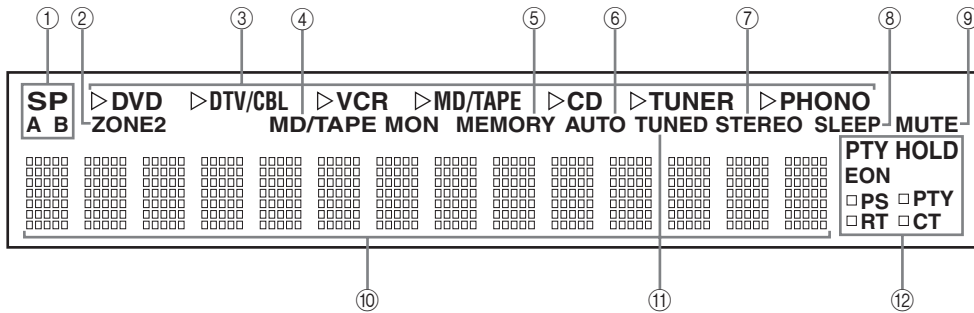 ① ② ③ ④ ⑤ ⑥ ⑦ ⑧ ⑨
SP ▷DVD ▷DTV/CBL ▷VCR ▷MD/TAPE ▷CD ▷TUNER ▷PHONO
A B ZONE2 MD/TAPE MON MEMORY AUTO TUNED STEREO SLEEP MUTE
PTY HOLD
EON
□PS □PTY
□RT □CT
⑩ ⑪ ⑫